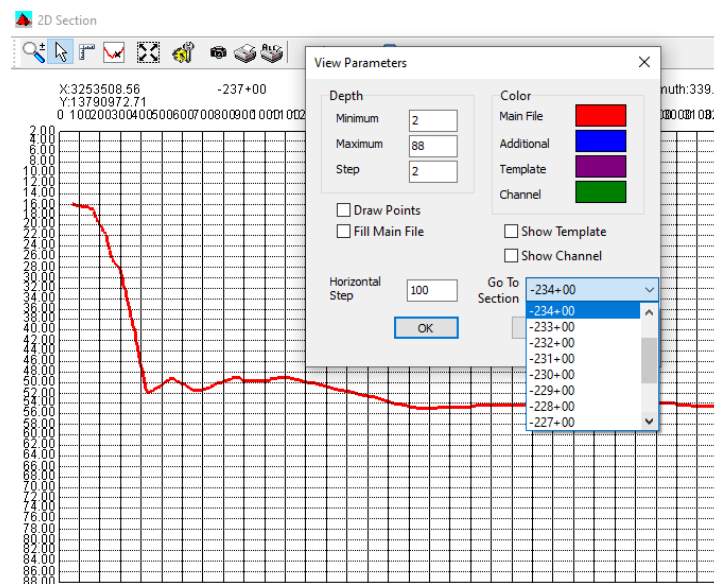 2D Section
View Parameters
X:3253508.56
-237+00
Y:13790972.71
muth:339.
0 100200300400500600700800900
Depth
Minimum 2
Maximum 88
Step 2
Color
Main File
Additional
Template
Channel
Draw Points
Fill Main File
Show Template
Show Channel
Horizontal Step 100
Go To Section -234+00
OK
-234+00
-233+00
-232+00
-231+00
-230+00
-229+00
-228+00
-227+00
2.00
4.00
6.00
8.00
10.00
12.00
14.00
16.00
18.00
20.00
22.00
24.00
26.00
28.00
30.00
32.00
34.00
36.00
38.00
40.00
42.00
44.00
46.00
48.00
50.00
52.00
54.00
56.00
58.00
60.00
62.00
64.00
66.00
68.00
70.00
72.00
74.00
76.00
78.00
80.00
82.00
84.00
86.00
88.00